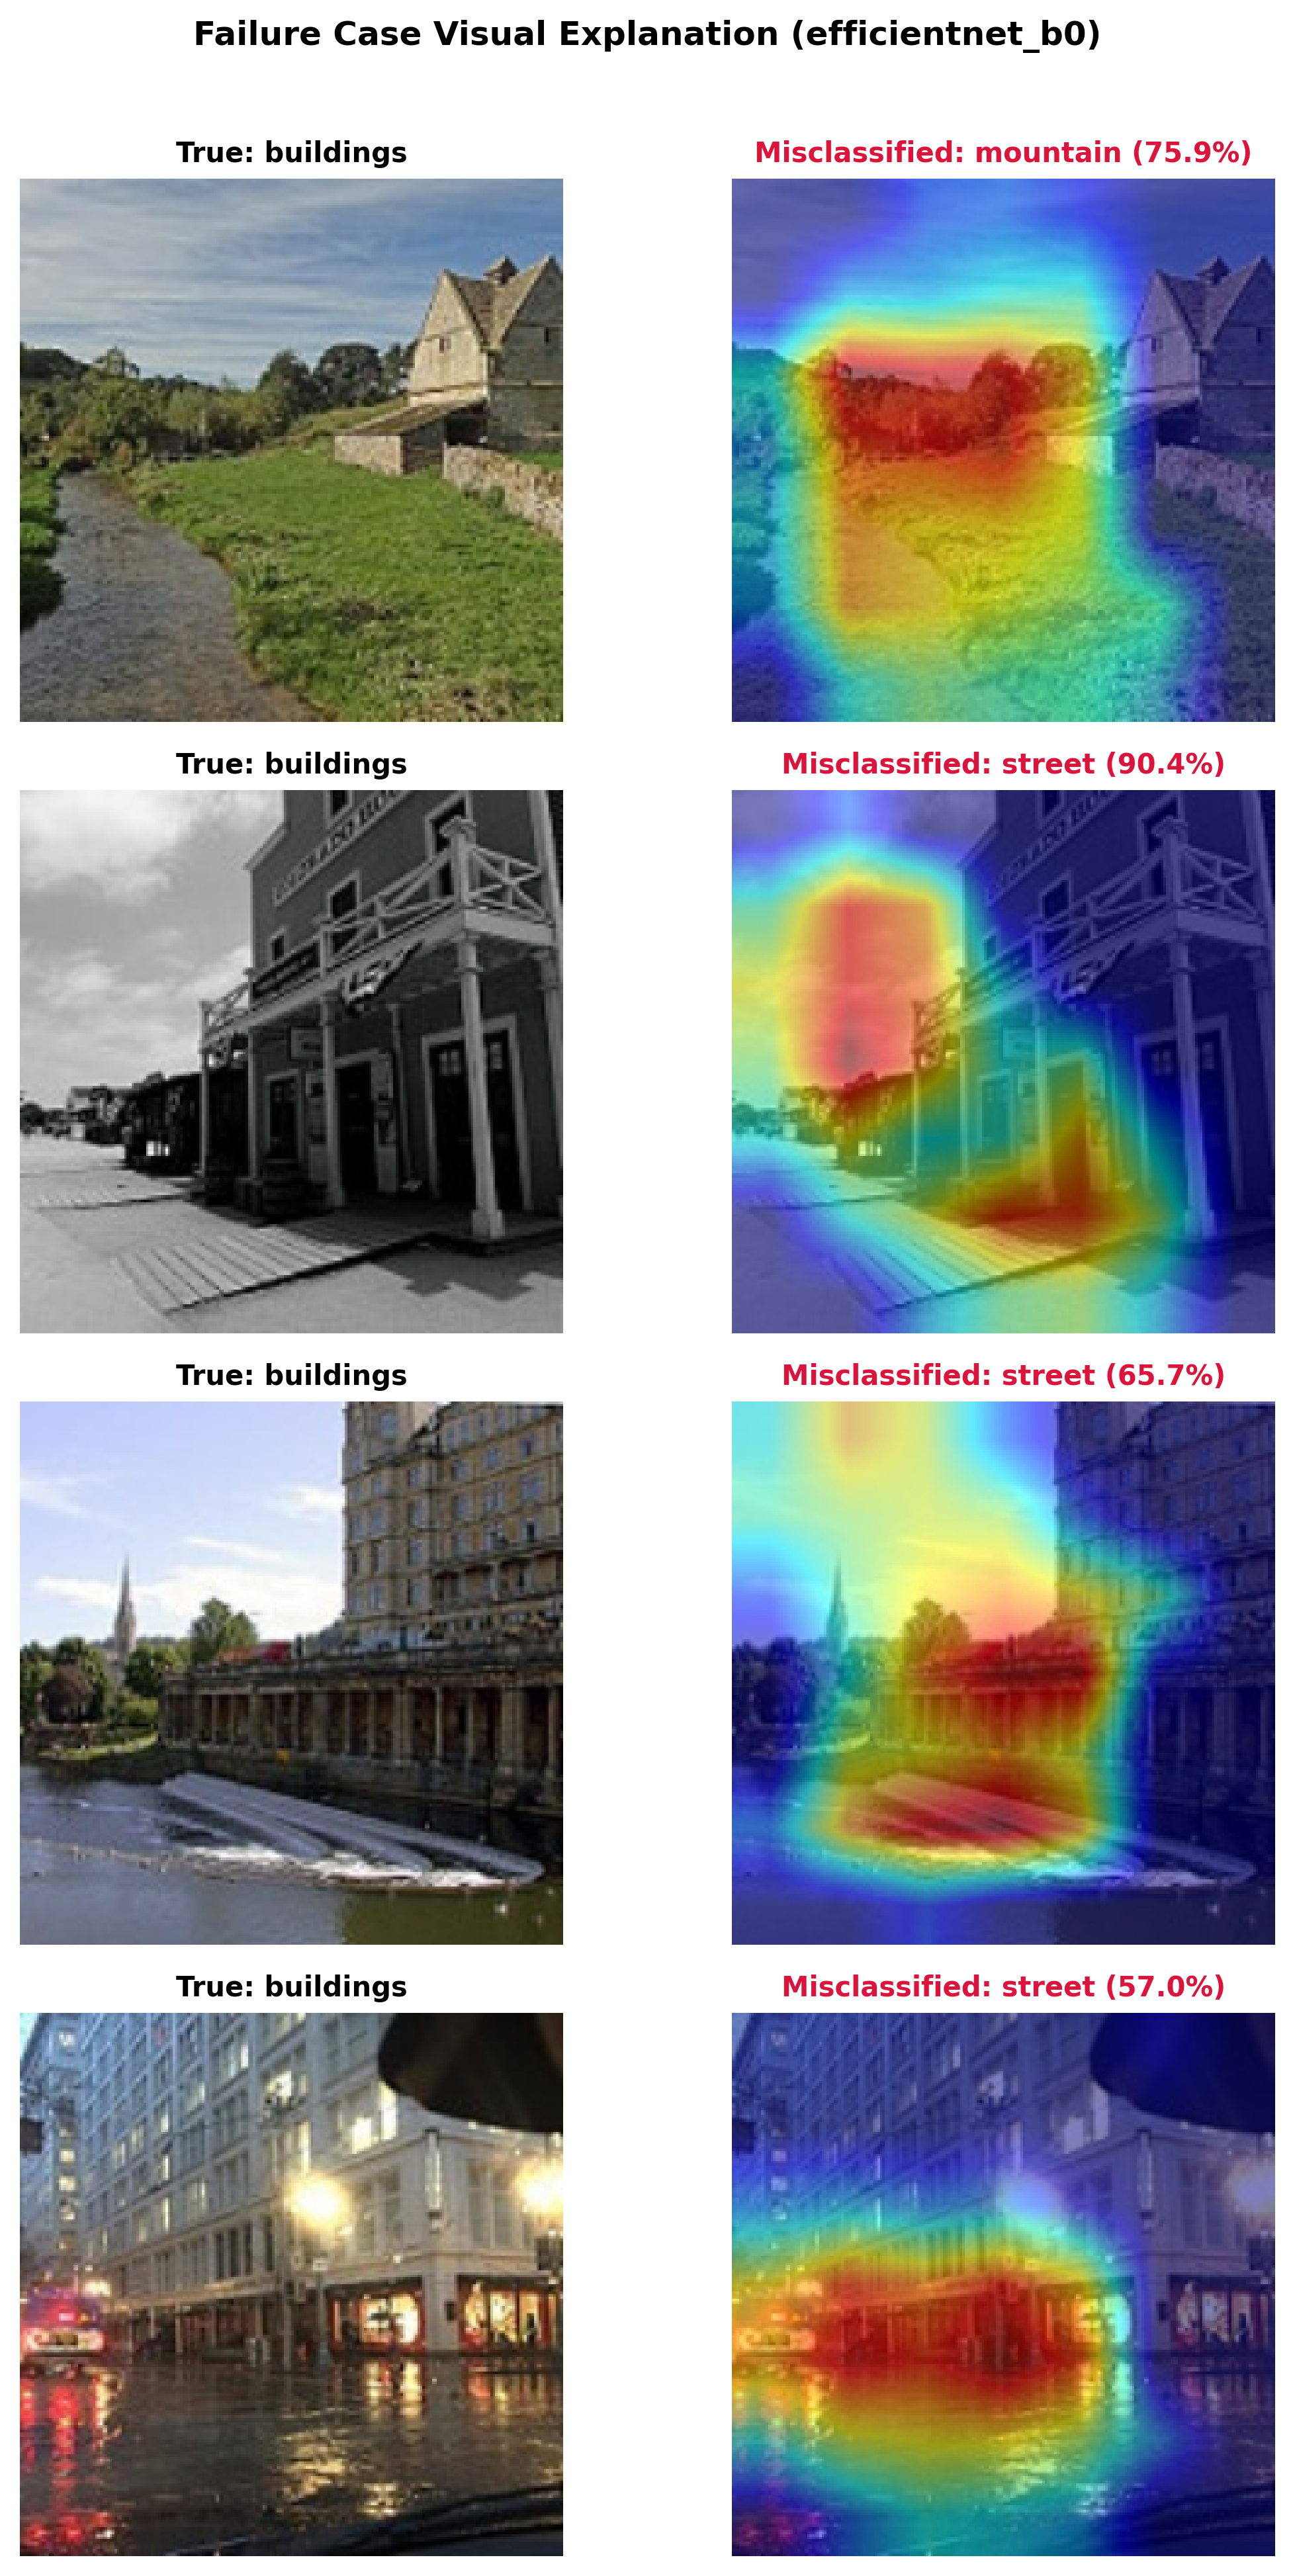 Failure Case Visual Explanation (efficientnet_b0)
True: buildings
Misclassified: mountain (75.9%)
True: buildings
Misclassified: street (90.4%)
True: buildings
Misclassified: street (65.7%)
True: buildings
Misclassified: street (57.0%)